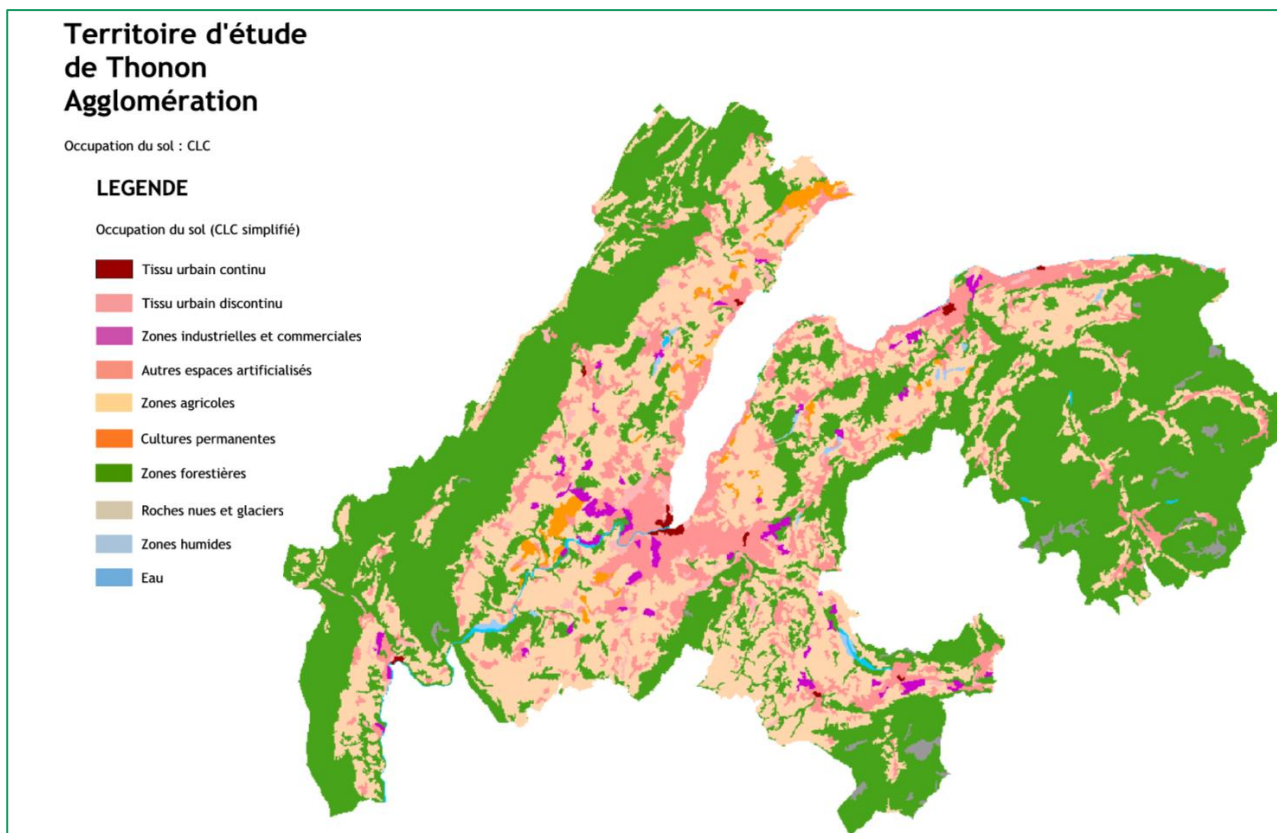 Territoire d'étude
de Thonon
Agglomération
Occupation du sol : CLC
LEGENDE
Occupation du sol (CLC simplifié)
Tissu urbain continu
Tissu urbain discontinu
Zones industrielles et commerciales
Autres espaces artificialisés
Zones agricoles
Cultures permanentes
Zones forestières
Roches nues et glaciers
Zones humides
Eau